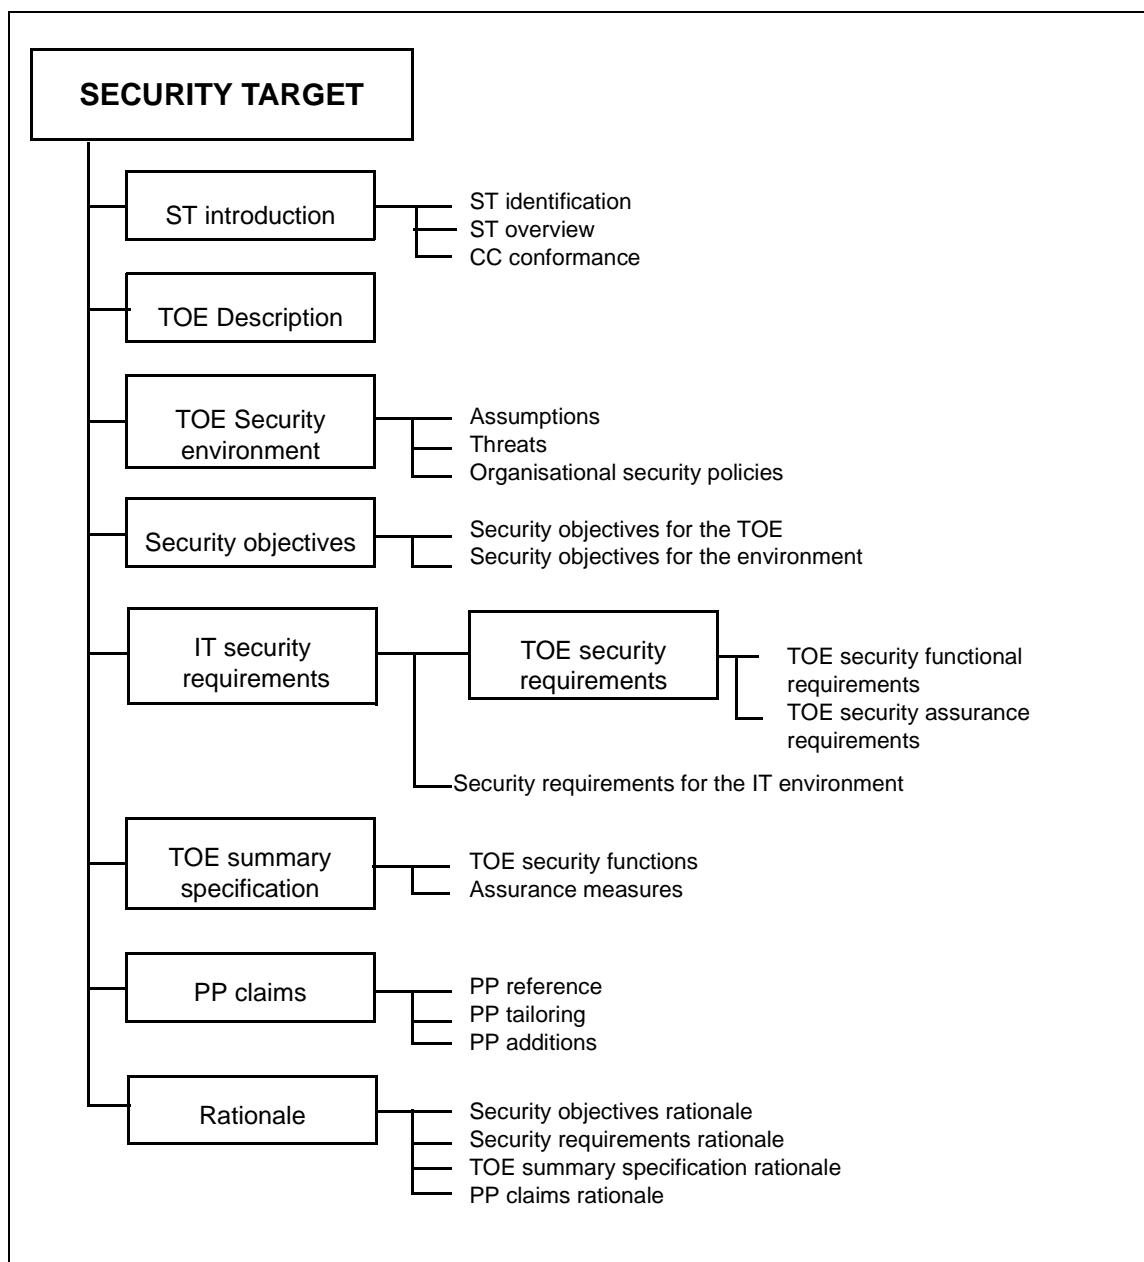 SECURITY TARGET
ST introduction
ST identification
ST overview
CC conformance
TOE Description
TOE Security
environment
Assumptions
Threats
Organisational security policies
Security objectives
Security objectives for the TOE
Security objectives for the environment
IT security
requirements
TOE security
requirements
TOE security functional
requirements
TOE security assurance
requirements
Security requirements for the IT environment
TOE summary
specification
TOE security functions
Assurance measures
PP claims
PP reference
PP tailoring
PP additions
Rationale
Security objectives rationale
Security requirements rationale
TOE summary specification rationale
PP claims rationale